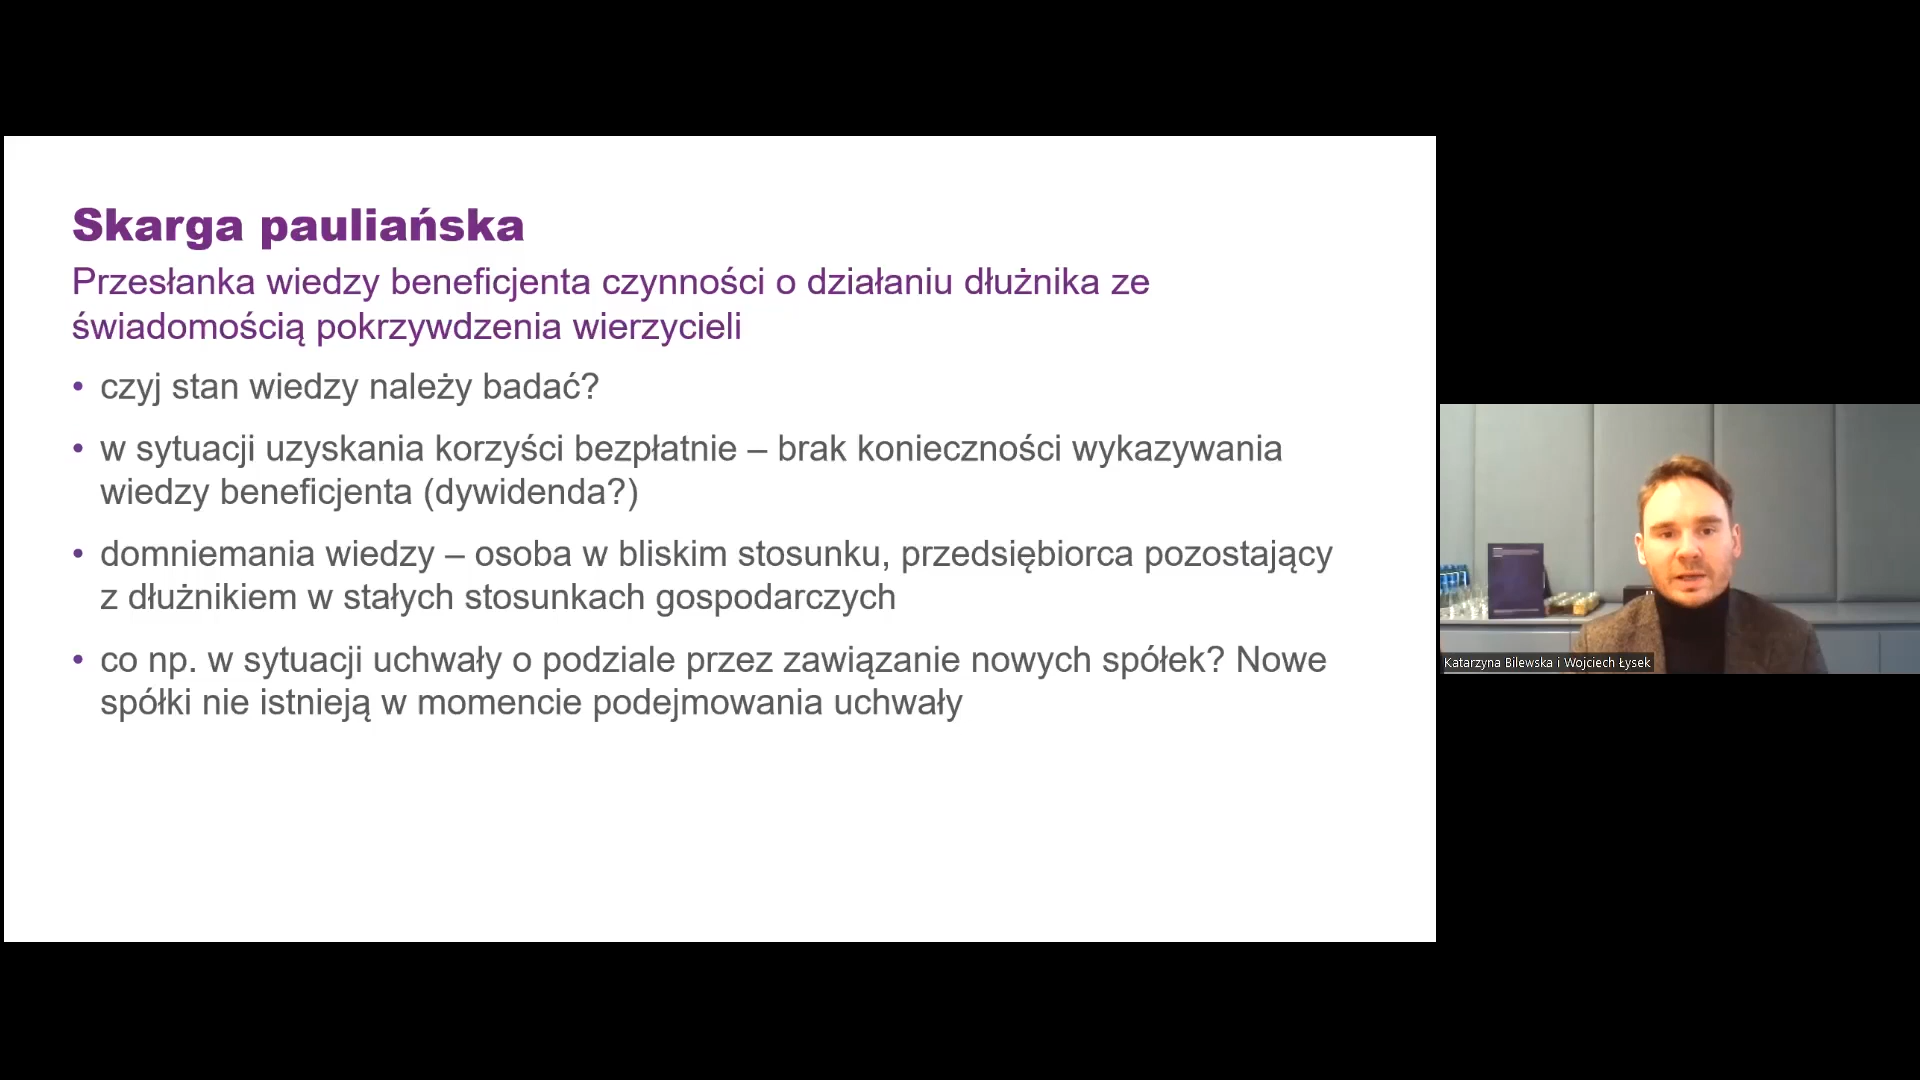 Skarga pauliańska
Przesłanka wiedzy beneficjenta czynności o działaniu dłużnika ze
świadomością pokrzywdzenia wierzycieli
• czyj stan wiedzy należy badać?
• w sytuacji uzyskania korzyści bezpłatnie – brak konieczności wykazywania
wiedzy beneficjenta (dywidenda?)
• domniemania wiedzy – osoba w bliskim stosunku, przedsiębiorca pozostający
z dłużnikiem w stałych stosunkach gospodarczych
• co np. w sytuacji uchwały o podziale przez zawiązanie nowych spółek? Nowe
spółki nie istnieją w momencie podejmowania uchwały
Katarzyna Bilewska i Wojciech Łysek